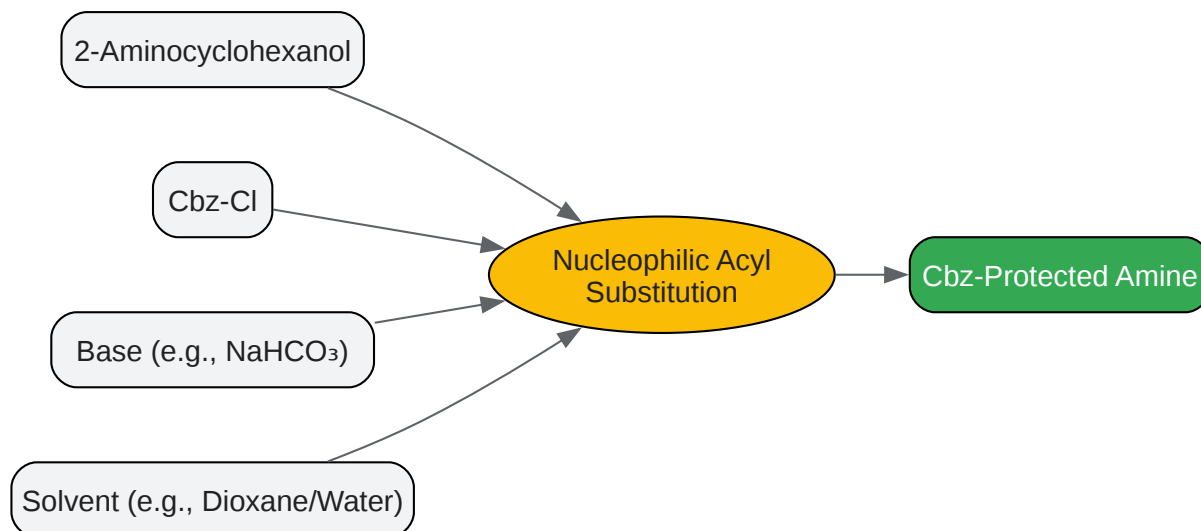 2-Aminocyclohexanol
Cbz-Cl
Base (e.g., NaHCO₃)
Solvent (e.g., Dioxane/Water)
Nucleophilic Acyl
Substitution
Cbz-Protected Amine